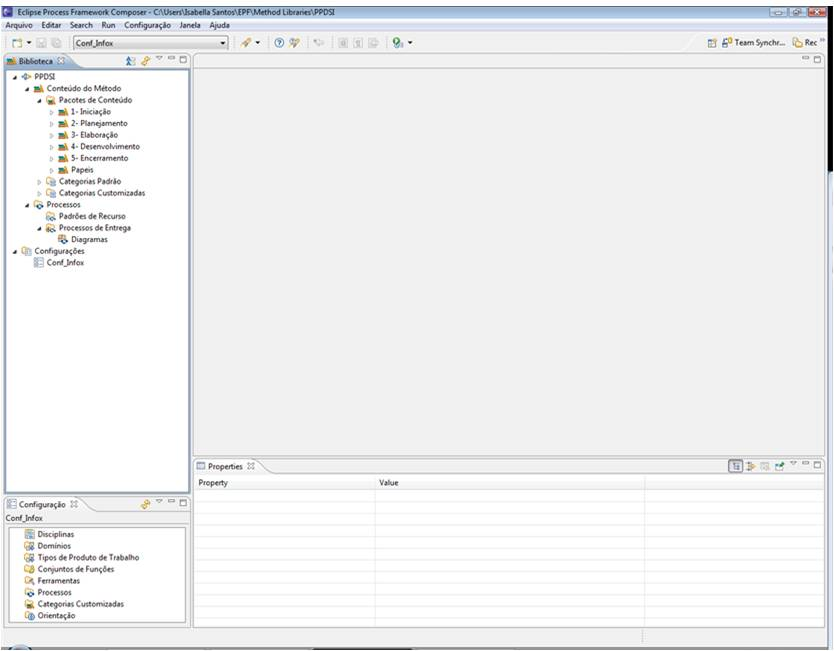 Eclipse Process Framework Composer - C:\Users\Isabella Santos\EPF\Method Libraries\PPDSI
Arquivo Editar Search Run Configuração Janela Ajuda
Conf_Infox
Team Synchr...
Rec
Biblioteca
PPDSI
Conteúdo do Método
Pacotes de Conteúdo
1- Iniciação
2- Planejamento
3- Elaboração
4- Desenvolvimento
5- Encerramento
Papeis
Categorias Padrão
Categorias Customizadas
Processos
Padrões de Recurso
Processos de Entrega
Diagramas
Configurações
Conf_Infox
Properties
Property Value
Configuração
Conf_Infox
Disciplinas
Domínios
Tipos de Produto de Trabalho
Conjuntos de Funções
Ferramentas
Processos
Categorias Customizadas
Orientação